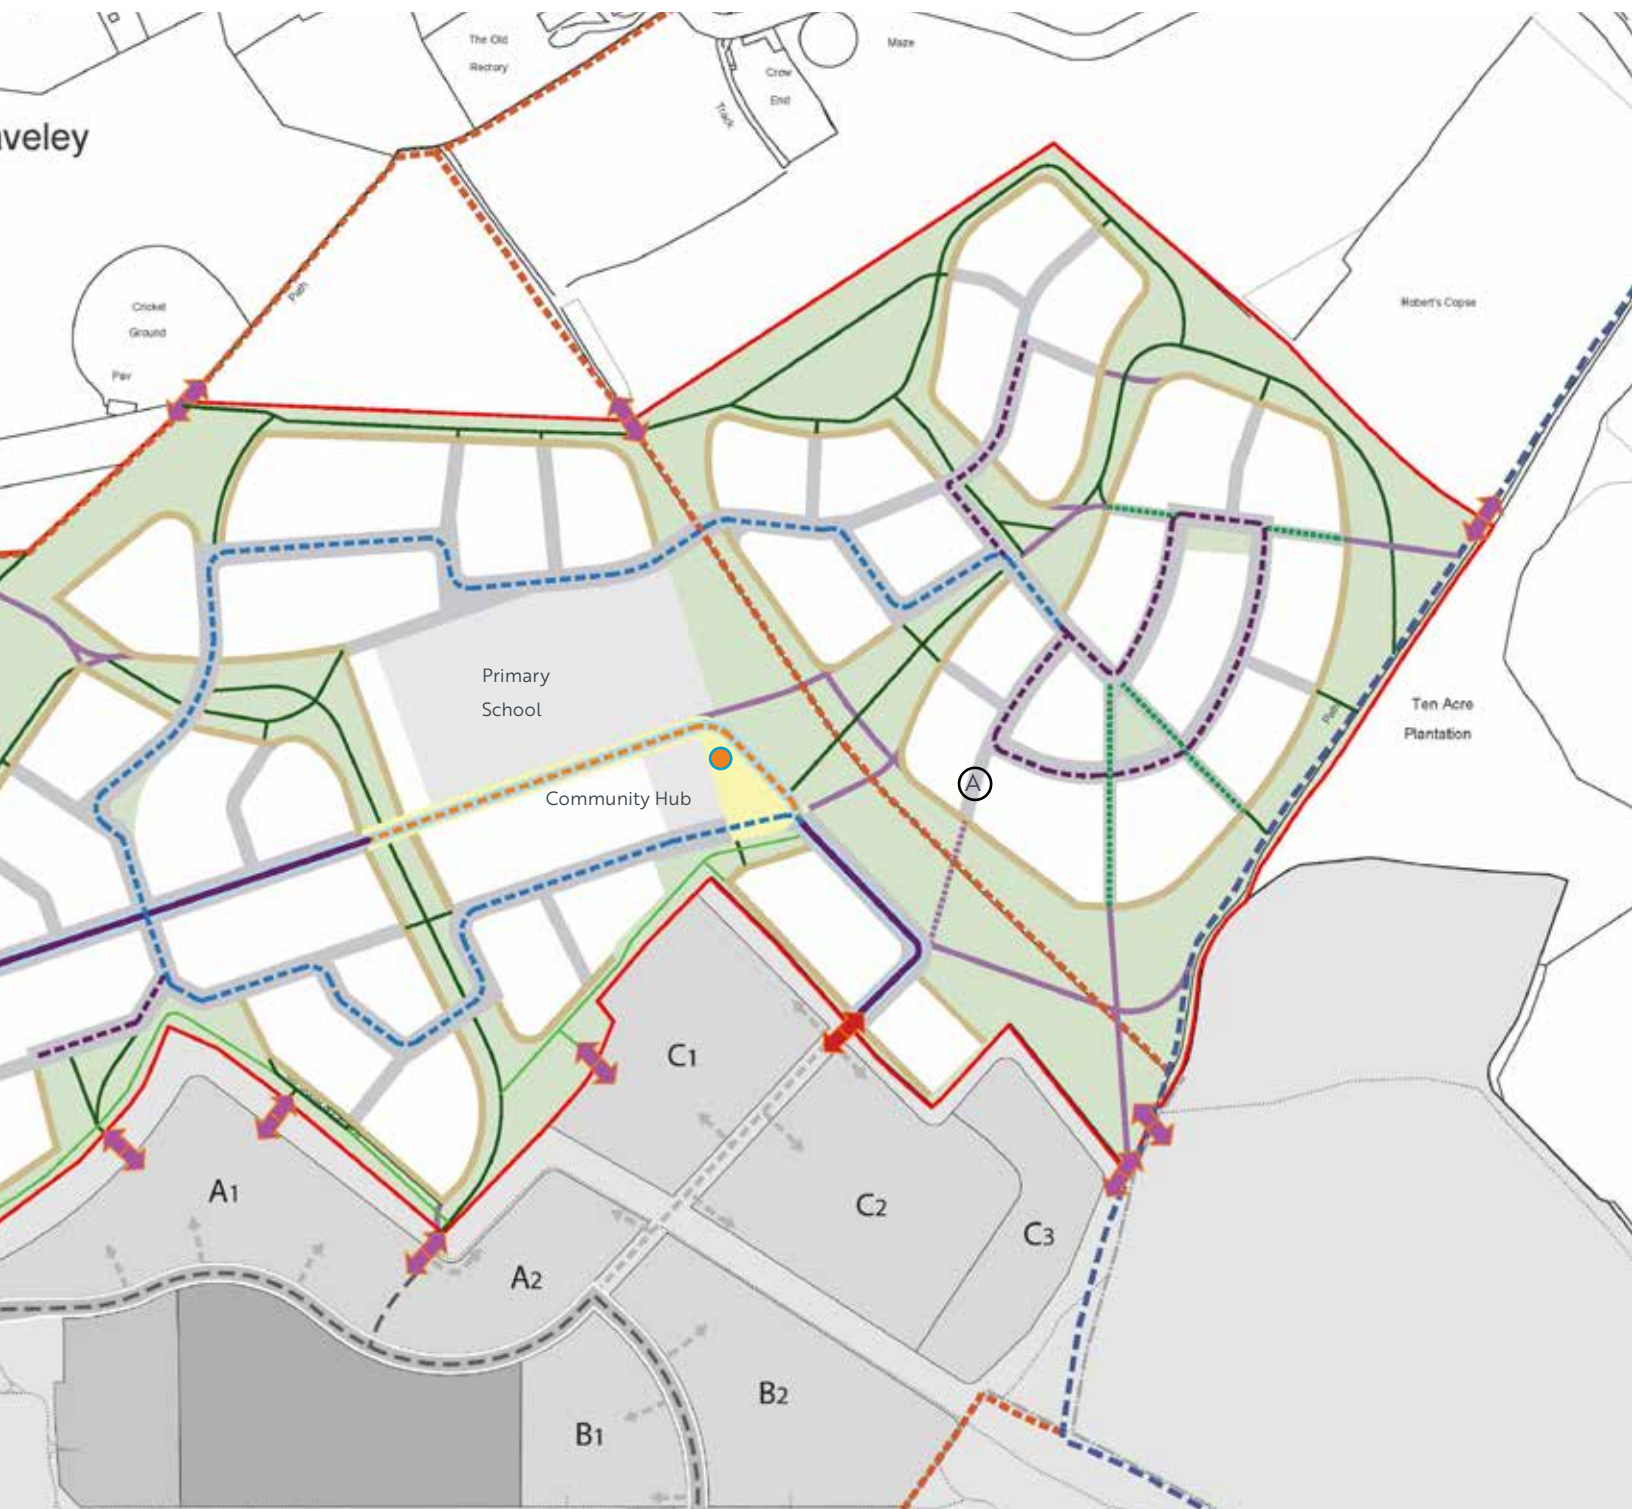 The Old
Rectory
Maze
Crow
End
Track
aveley
Path
Robert's Copse
Cricket
Ground
Pav
Primary
School
Ten Acre
Plantation
Path
A
Community Hub
C1
A1
C2
C3
A2
B2
B1